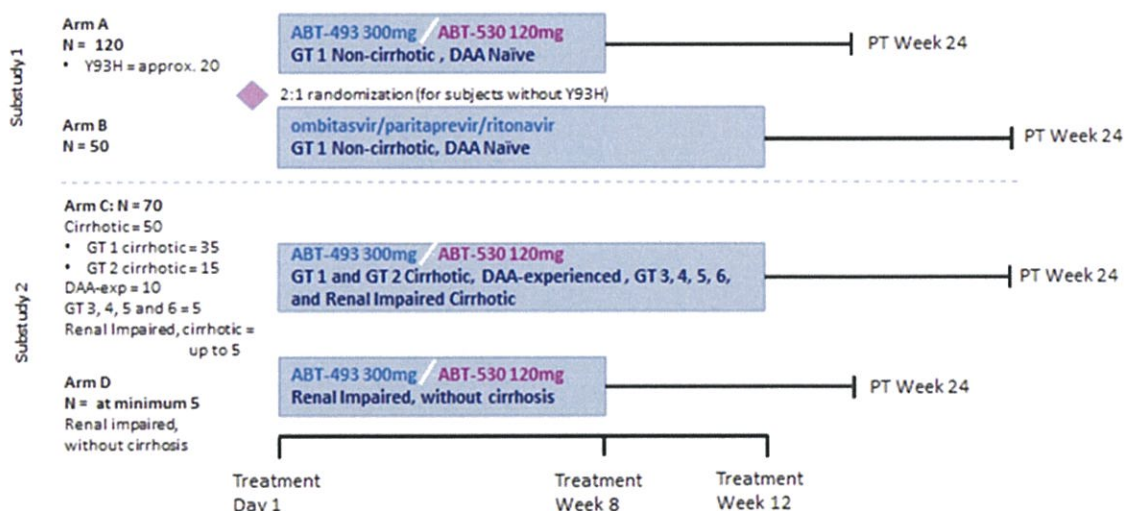 Substudy 1
Arm A
N = 120
• Y93H = approx. 20
ABT-493 300mg / ABT-530 120mg
GT 1 Non-cirrhotic , DAA Naïve
PT Week 24
2:1 randomization (for subjects without Y93H)
Arm B
N = 50
ombitasvir/paritaprevir/ritonavir
GT 1 Non-cirrhotic, DAA Naïve
PT Week 24
Substudy 2
Arm C: N = 70
Cirrhotic = 50
• GT 1 cirrhotic = 35
• GT 2 cirrhotic = 15
DAA-exp = 10
GT 3, 4, 5 and 6 = 5
Renal Impaired, cirrhotic =
up to 5
ABT-493 300mg / ABT-530 120mg
GT 1 and GT 2 Cirrhotic, DAA-experienced , GT 3, 4, 5, 6,
and Renal Impaired Cirrhotic
PT Week 24
Arm D
N = at minimum 5
Renal impaired,
without cirrhosis
ABT-493 300mg / ABT-530 120mg
Renal Impaired, without cirrhosis
PT Week 24
Treatment
Day 1
Treatment
Week 8
Treatment
Week 12